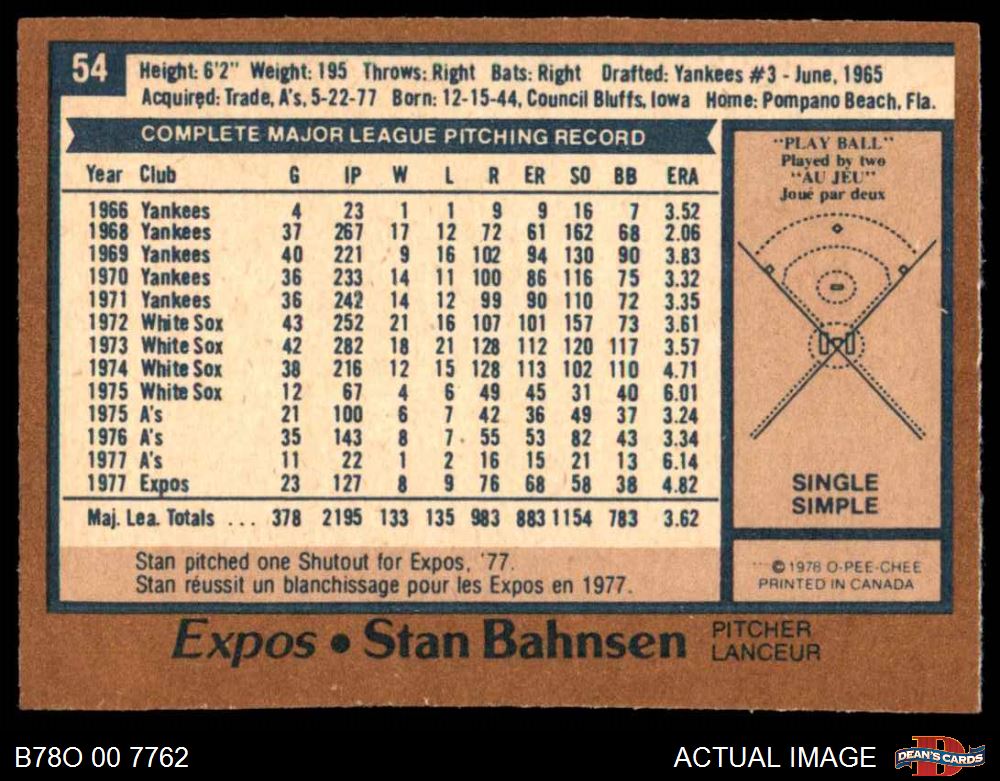 54
Height: 6'2" Weight: 195 Throws: Right Bats: Right Drafted: Yankees #3 - June, 1965
Acquired: Trade, A's, 5-22-77 Born: 12-15-44, Council Bluffs, Iowa Home: Pompano Beach, Fla.
COMPLETE MAJOR LEAGUE PITCHING RECORD
Year Club G IP W L R ER SO BB ERA
1966 Yankees 4 23 1 1 9 9 16 7 3.52
1968 Yankees 37 267 17 12 72 61 162 68 2.06
1969 Yankees 40 221 9 16 102 94 130 90 3.83
1970 Yankees 36 233 14 11 100 86 116 75 3.32
1971 Yankees 36 242 14 12 99 90 110 72 3.35
1972 White Sox 43 252 21 16 107 101 157 73 3.61
1973 White Sox 42 282 18 21 128 112 120 117 3.57
1974 White Sox 38 216 12 15 128 113 102 110 4.71
1975 White Sox 12 67 4 6 49 45 31 40 6.01
1975 A's 21 100 6 7 42 36 49 37 3.24
1976 A's 35 143 8 7 55 53 82 43 3.34
1977 A's 11 22 1 2 16 15 21 13 6.14
1977 Expos 23 127 8 9 76 68 58 38 4.82
Maj. Lea. Totals ... 378 2195 133 135 983 883 1154 783 3.62
Stan pitched one Shutout for Expos, '77.
Stan réussit un blanchissage pour les Expos en 1977.
"PLAY BALL"
Played by two
"AU JEU"
Joué par deux
SINGLE
SIMPLE
© 1978 O-PEE-CHEE
PRINTED IN CANADA
Expos • Stan Bahnsen PITCHER
LANCEUR
B78O 00 7762
ACTUAL IMAGE
DEAN'S CARDS